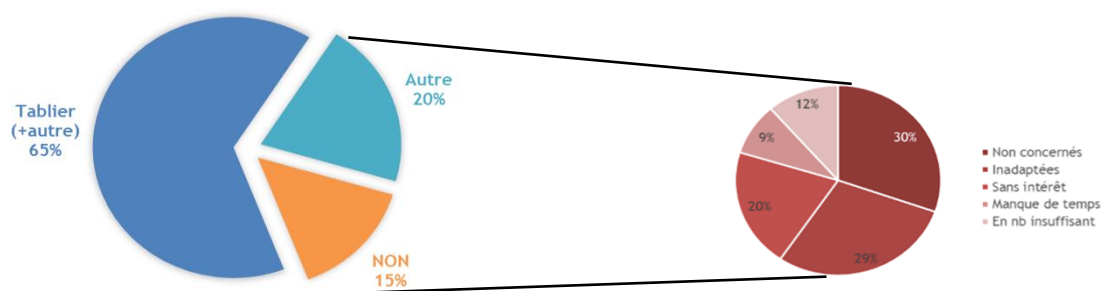 Tablier
(+autre)
65%
Autre
20%
NON
15%
12%
30%
9%
20%
29%
Non concernés
Inadaptées
Sans intérêt
Manque de temps
En nb insuffisant